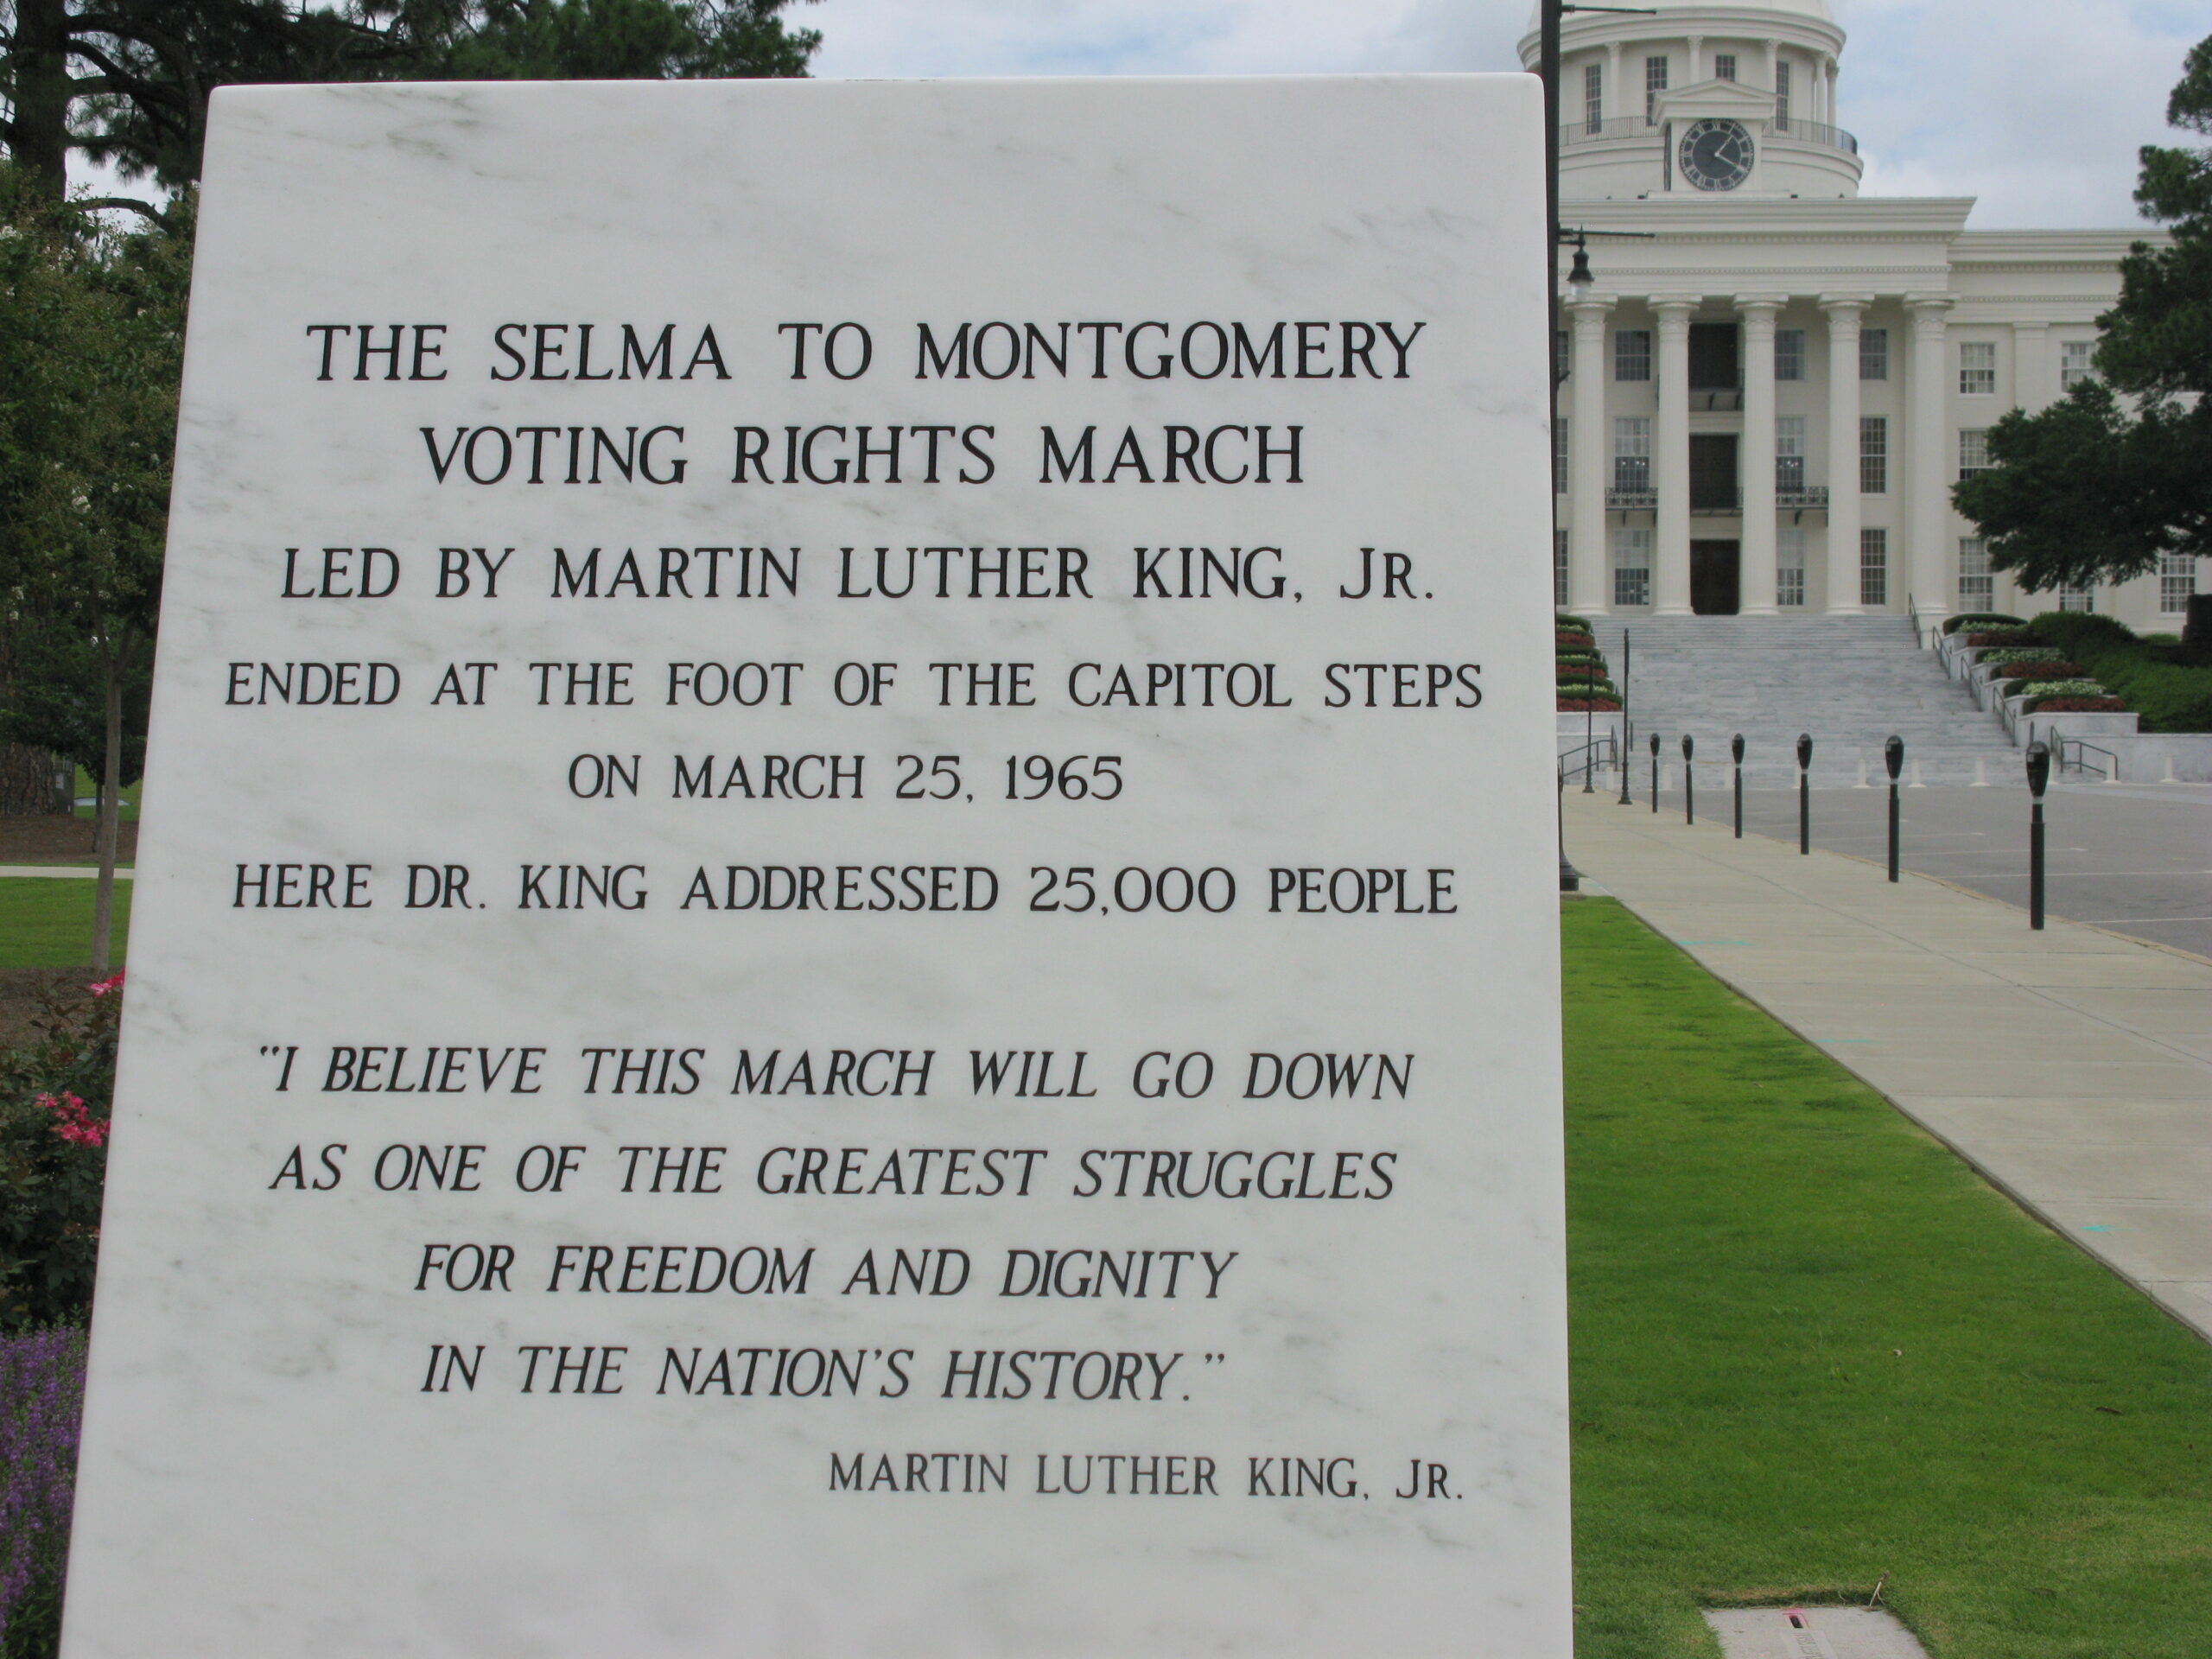 THE SELMA TO MONTGOMERY
VOTING RIGHTS MARCH
LED BY MARTIN LUTHER KING, JR.
ENDED AT THE FOOT OF THE CAPITOL STEPS
ON MARCH 25, 1965
HERE DR. KING ADDRESSED 25,000 PEOPLE
"I BELIEVE THIS MARCH WILL GO DOWN
AS ONE OF THE GREATEST STRUGGLES
FOR FREEDOM AND DIGNITY
IN THE NATION'S HISTORY."
MARTIN LUTHER KING, JR.